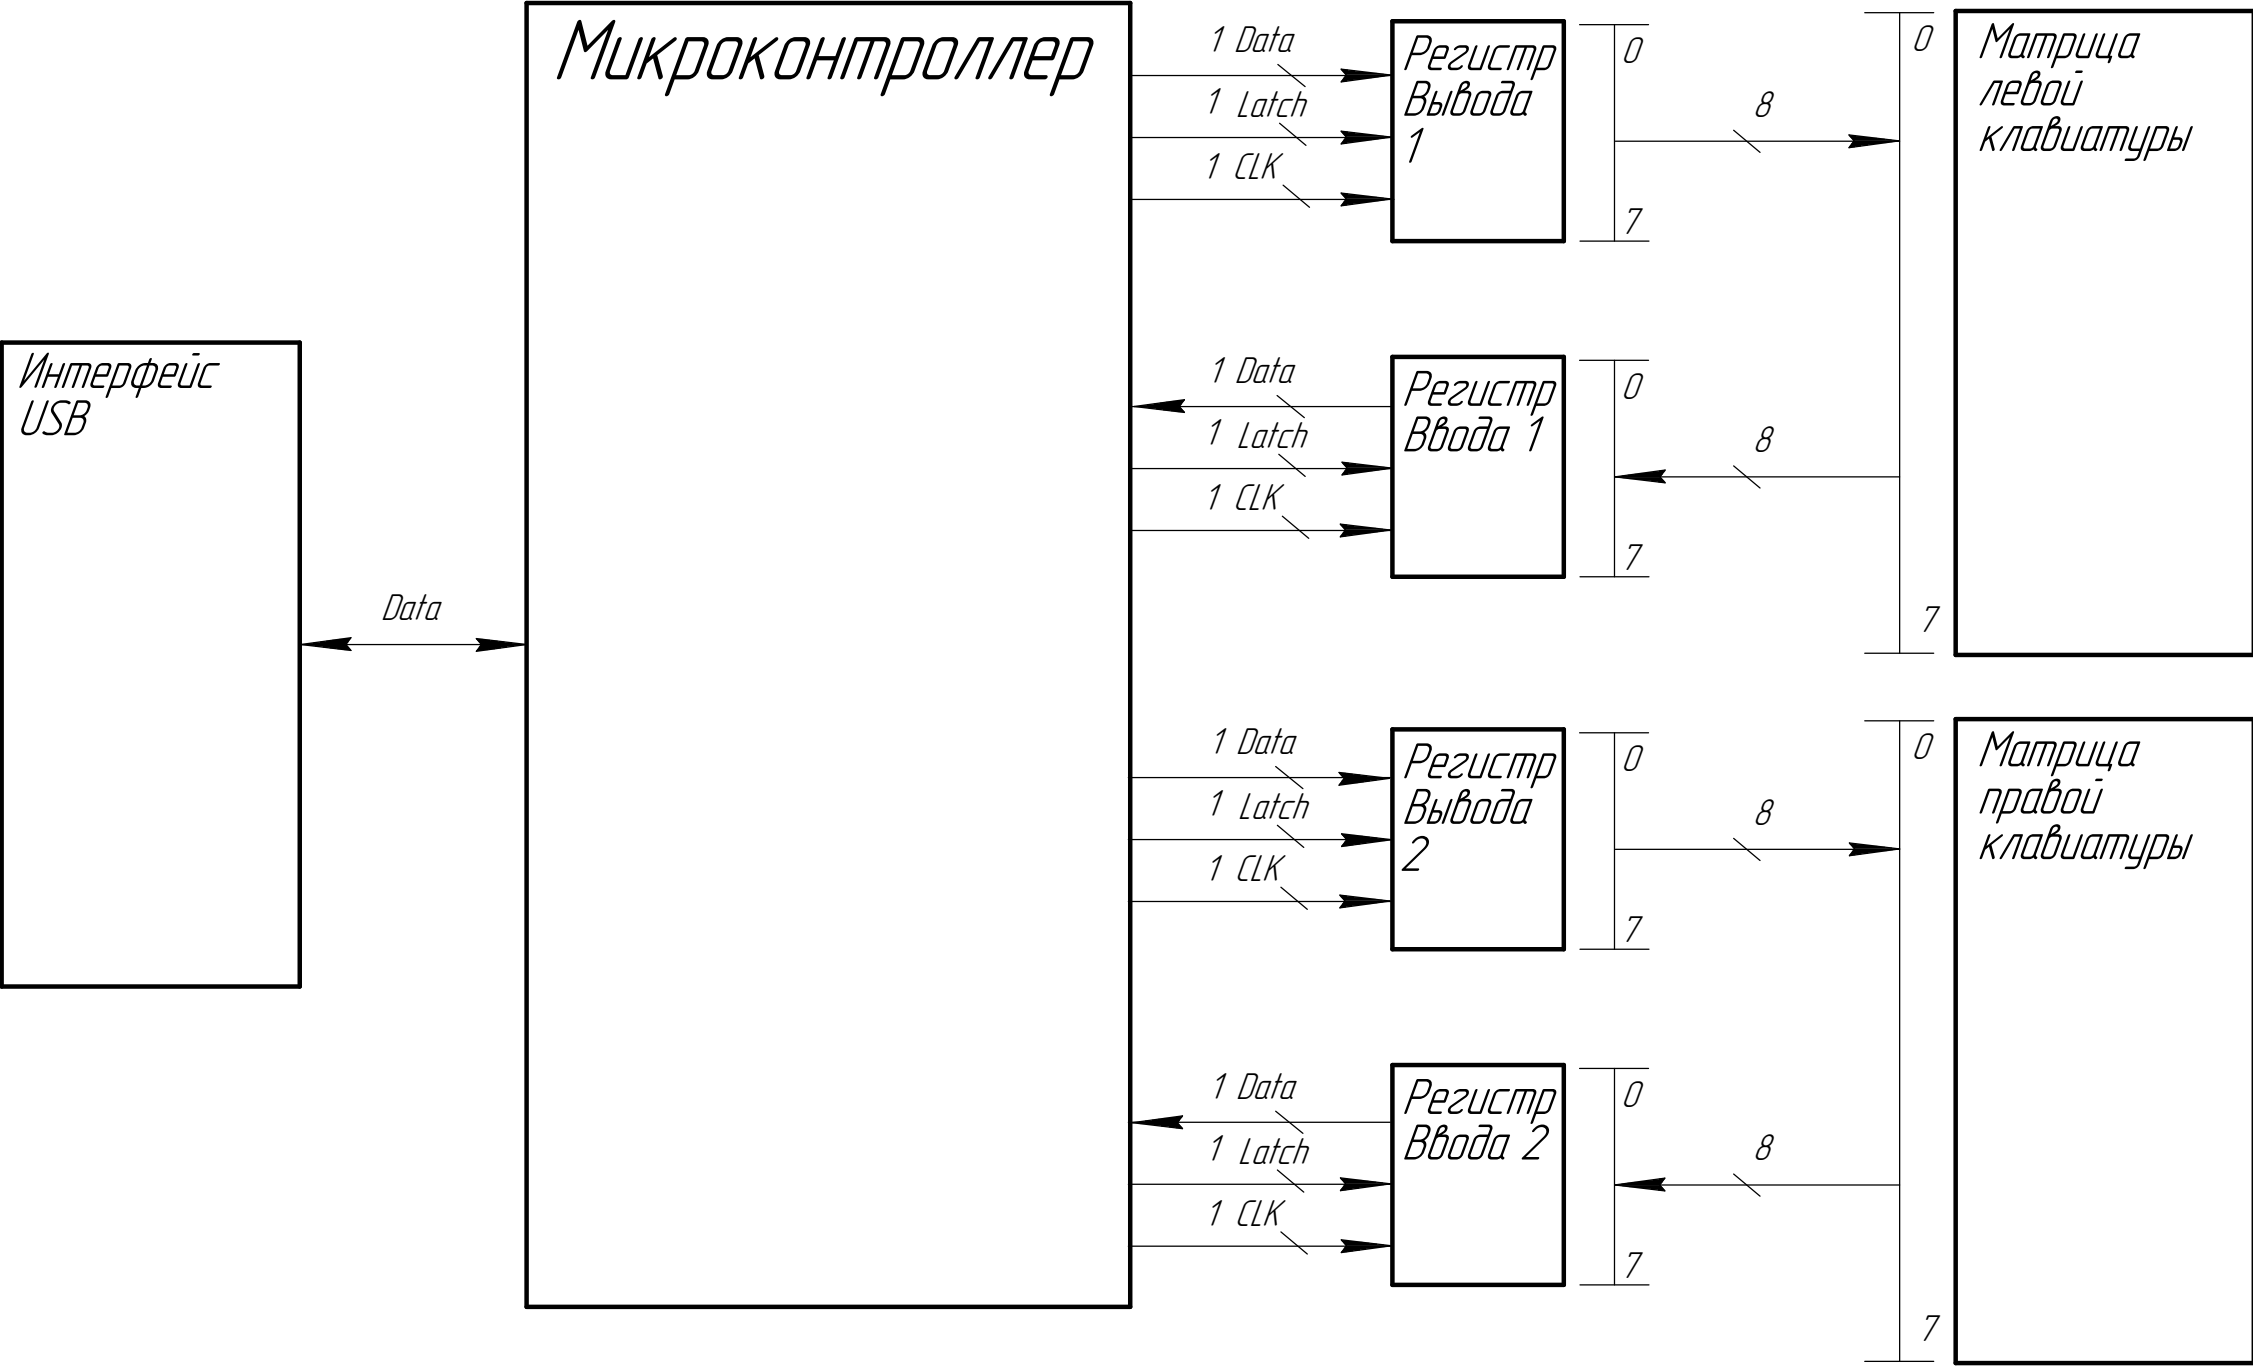 Микроконтроллер
Интерфейс
USB
Data
1 Data
1 Latch
1 CLK
Регистр
Вывода
1
0
7
8
0
7
Матрица
левой
клавиатуры
1 Data
1 Latch
1 CLK
Регистр
Ввода 1
0
7
8
1 Data
1 Latch
1 CLK
Регистр
Вывода
2
0
7
8
0
7
Матрица
правой
клавиатуры
1 Data
1 Latch
1 CLK
Регистр
Ввода 2
0
7
8